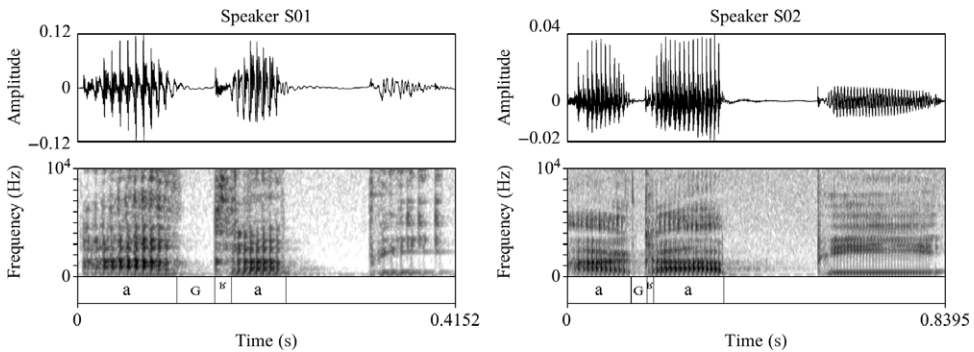 Speaker S01
0.12
Amplitude
0
−0.12
10⁴
Frequency (Hz)
0
a
G
ʁ
a
0
0.4152
Time (s)
Speaker S02
0.04
Amplitude
0
−0.02
10⁴
Frequency (Hz)
0
a
G
ʁ
a
0
0.8395
Time (s)